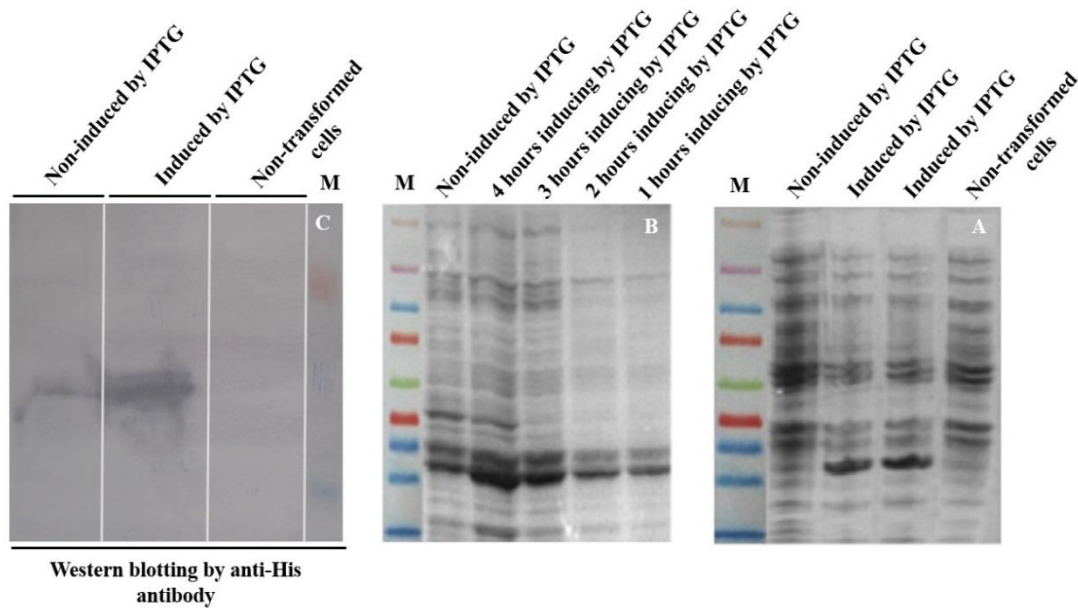 Non-induced by IPTG
Induced by IPTG
Non-transformed
cells
M
C
Western blotting by anti-His
antibody
M
Non-induced by IPTG
4 hours inducing by IPTG
3 hours inducing by IPTG
2 hours inducing by IPTG
1 hours inducing by IPTG
B
M
Non-induced by IPTG
Induced by IPTG
Induced by IPTG
Non-transformed
cells
A